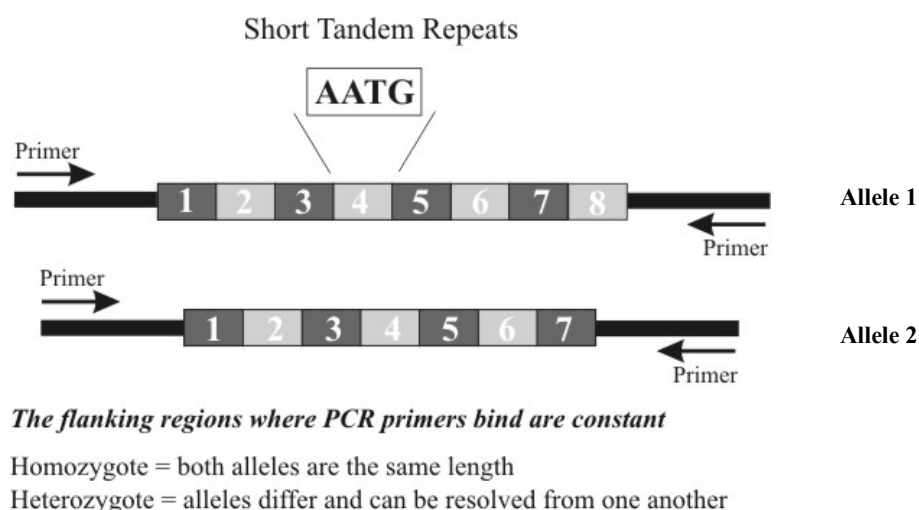 Short Tandem Repeats
AATG
Primer
1 2 3 4 5 6 7 8
Allele 1
Primer
Primer
1 2 3 4 5 6 7
Allele 2
Primer
The flanking regions where PCR primers bind are constant
Homozygote = both alleles are the same length
Heterozygote = alleles differ and can be resolved from one another